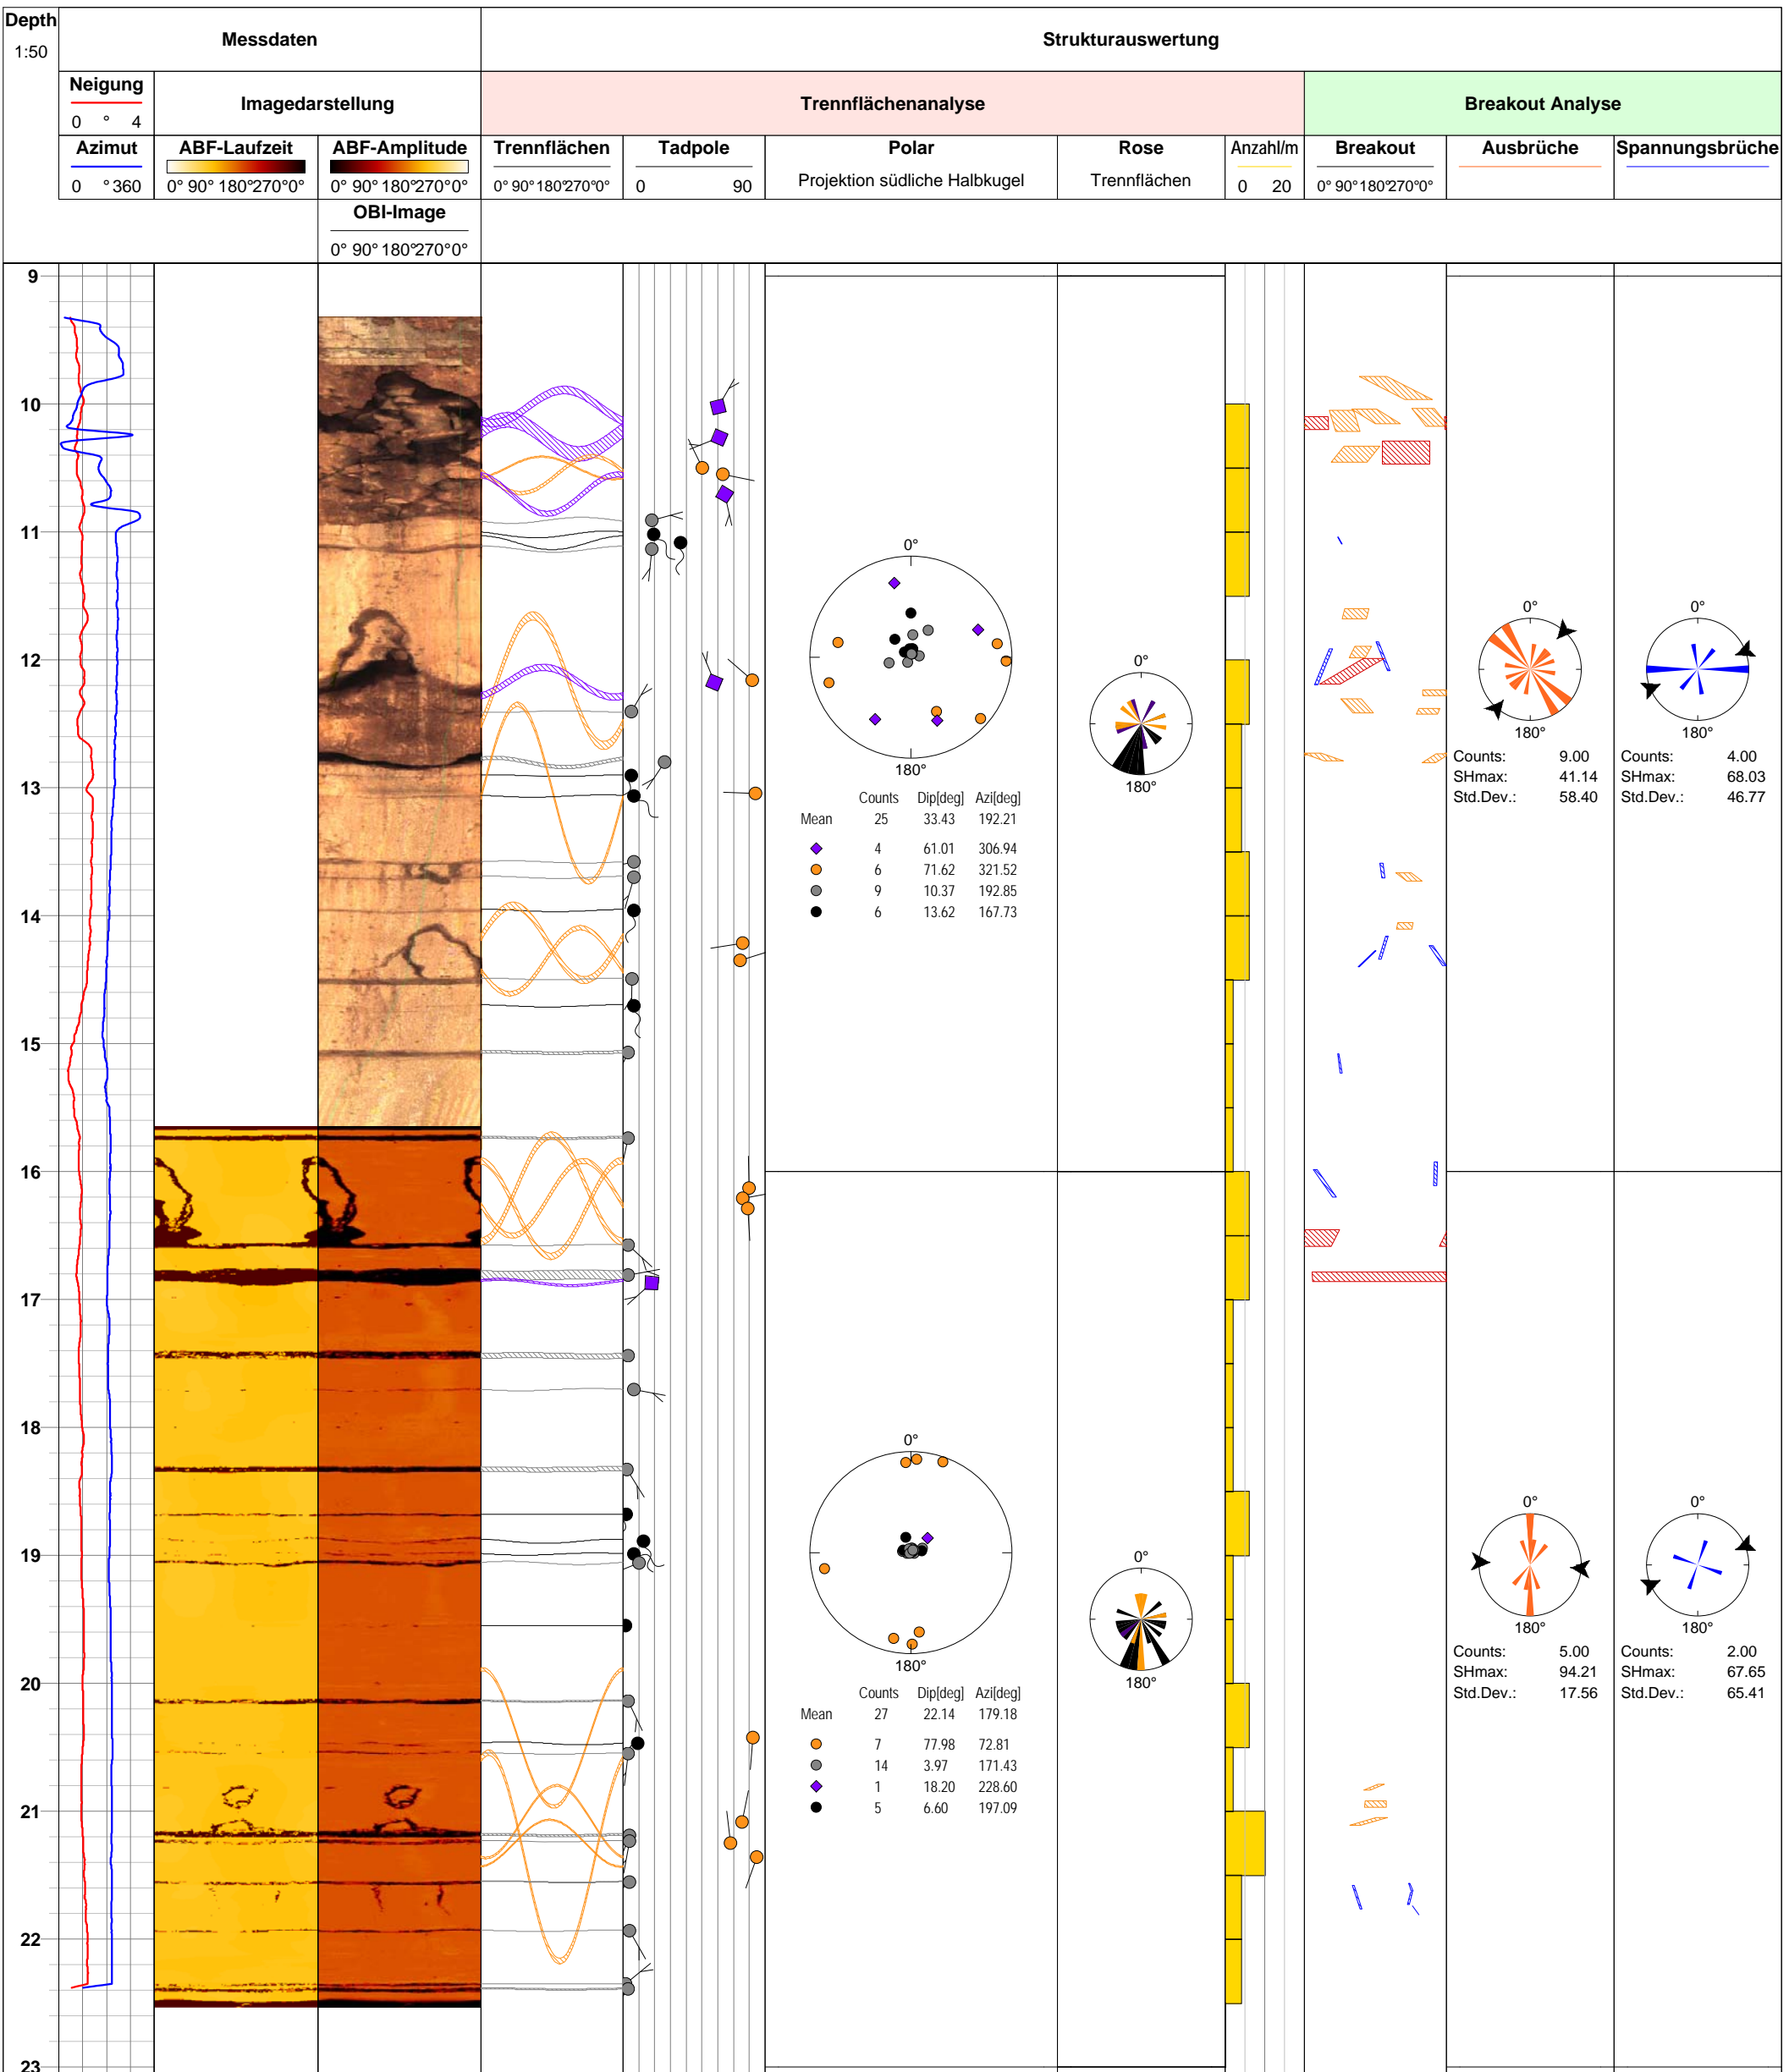 Depth
1:50
Messdaten
Strukturauswertung
Neigung
0 ° 4
Imagedarstellung
Trennflächenanalyse
Breakout Analyse
Azimut
0 ° 360
ABF-Laufzeit
0° 90° 180°270°0°
ABF-Amplitude
0° 90° 180°270°0°
Trennflächen
0° 90° 180°270°0°
Tadpole
0 90
Polar
Projektion südliche Halbkugel
Rose
Trennflächen
Anzahl/m
0 20
Breakout
0° 90° 180°270°0°
Ausbrüche
Spannungsbrüche
OBI-Image
0° 90° 180°270°0°
9
10
11
12
13
14
15
16
17
18
19
20
21
22
23
0°
180°
Counts Dip[deg] Azi[deg]
Mean 25 33.43 192.21
4 61.01 306.94
6 71.62 321.52
9 10.37 192.85
6 13.62 167.73
0°
180°
0°
180°
Counts: 9.00
SHmax: 41.14
Std.Dev.: 58.40
0°
180°
Counts: 4.00
SHmax: 68.03
Std.Dev.: 46.77
0°
180°
Counts Dip[deg] Azi[deg]
Mean 27 22.14 179.18
7 77.98 72.81
14 3.97 171.43
1 18.20 228.60
5 6.60 197.09
0°
180°
0°
180°
Counts: 5.00
SHmax: 94.21
Std.Dev.: 17.56
0°
180°
Counts: 2.00
SHmax: 67.65
Std.Dev.: 65.41